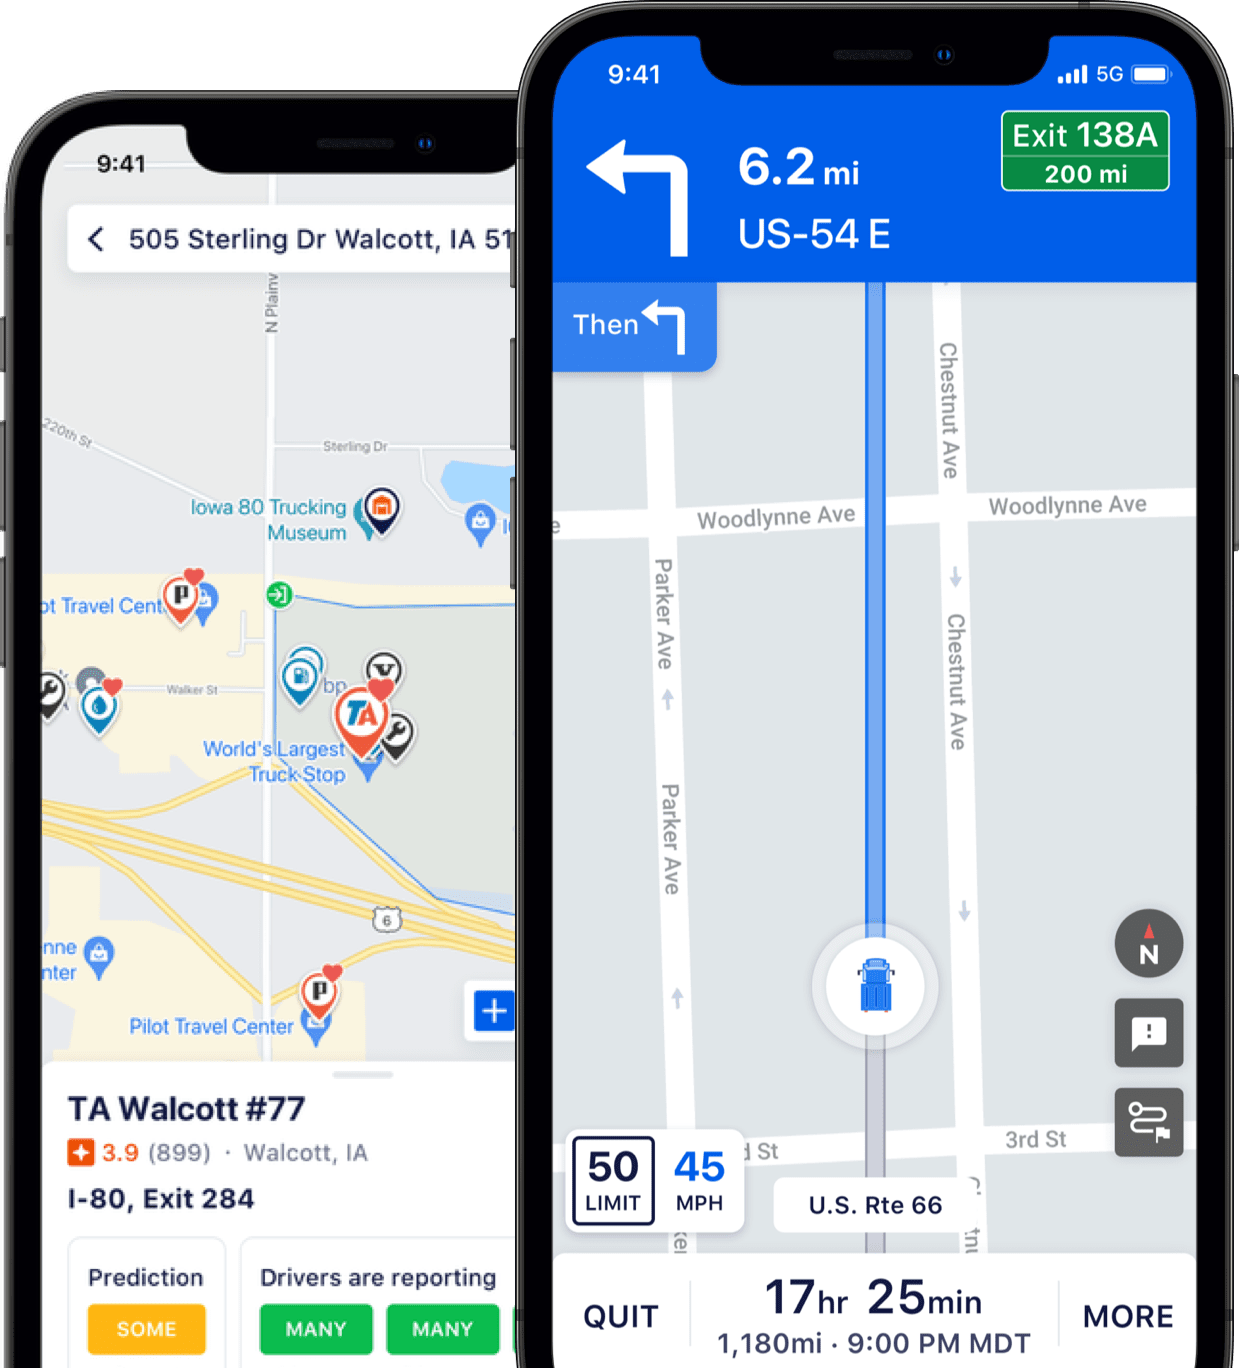 9:41
505 Sterling Dr Walcott, IA 51
N Plainv
220th St
Sterling Dr
Iowa 80 Trucking
Museum
P
ot Travel Cent
Walker St
bp
V
TA
World's Largest
Truck Stop
6
nne
nter
P
Pilot Travel Center
TA Walcott #77
3.9 (899) · Walcott, IA
I-80, Exit 284
Prediction
SOME
Drivers are reporting
MANY
MANY
9:41
5G
6.2 mi
US-54 E
Exit 138A
200 mi
Then
Chestnut Ave
Woodlynne Ave
Woodlynne Ave
e
Parker Ave
Chestnut Ave
Parker Ave
N
3rd St
d St
50
LIMIT
45
MPH
U.S. Rte 66
QUIT
17hr 25min
1,180mi · 9:00 PM MDT
MORE